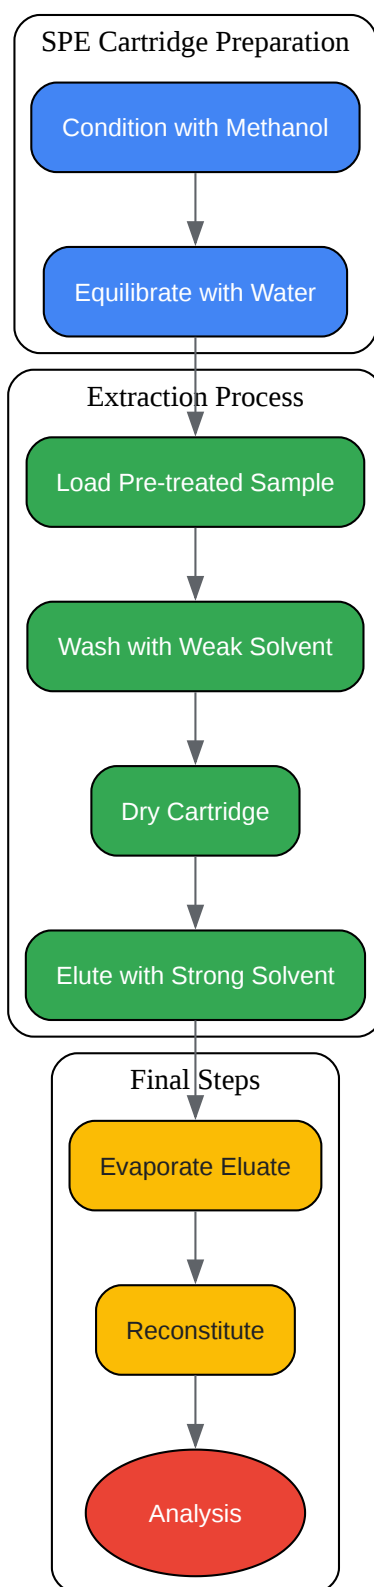 SPE Cartridge Preparation
Condition with Methanol
Equilibrate with Water
Extraction Process
Load Pre-treated Sample
Wash with Weak Solvent
Dry Cartridge
Elute with Strong Solvent
Final Steps
Evaporate Eluate
Reconstitute
Analysis